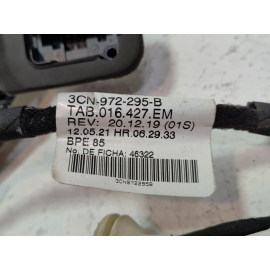 3CN-972-295-B
TAB.016.427.EM
REV: 20.12.19 (01S)
12.05.21 HR.06.29.33
BPE 85
No. DE FICHA: 46322
3CN972295B